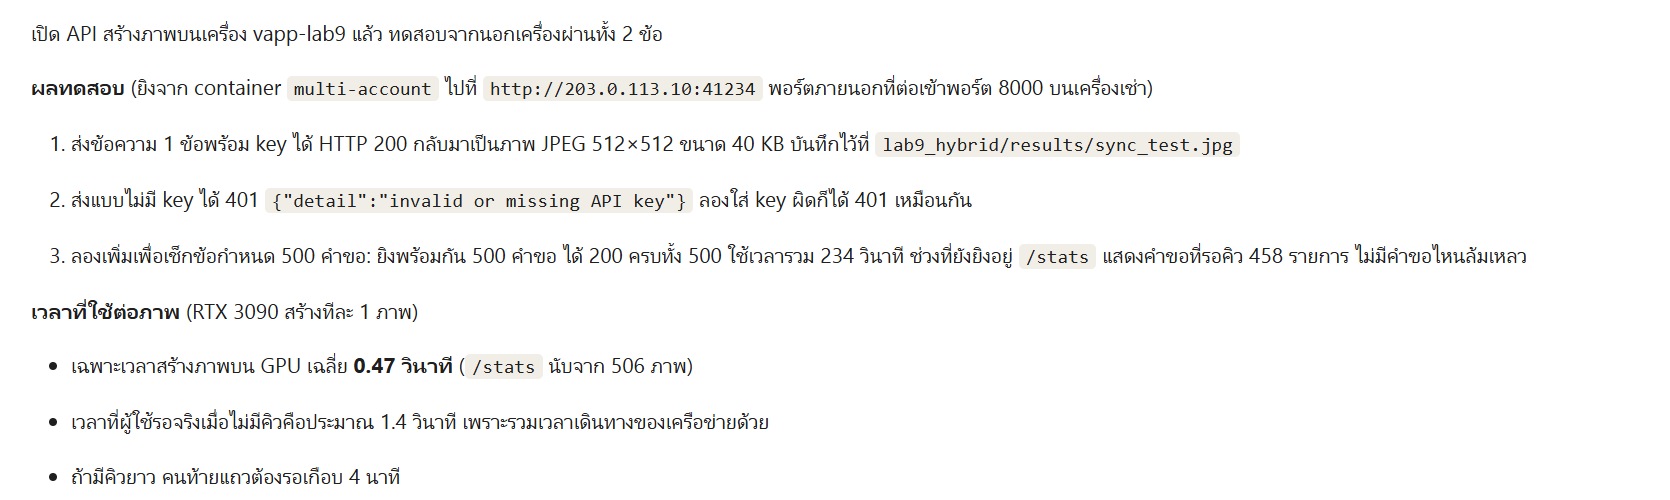 เปิด API สร้างภาพบนเครื่อง vapp-lab9 แล้ว ทดสอบจากนอกเครื่องผ่านทั้ง 2 ข้อ
ผลทดสอบ (ยิงจาก container multi-account ไปที่ http://203.0.113.10:41234 พอร์ตภายนอกที่ต่อเข้าพอร์ต 8000 บนเครื่องเช่า)
1. ส่งข้อความ 1 ข้อพร้อม key ได้ HTTP 200 กลับมาเป็นภาพ JPEG 512×512 ขนาด 40 KB บันทึกไว้ที่ lab9_hybrid/results/sync_test.jpg
2. ส่งแบบไม่มี key ได้ 401 {"detail":"invalid or missing API key"} ลองใส่ key ผิดก็ได้ 401 เหมือนกัน
3. ลองเพิ่มเพื่อเช็กข้อกำหนด 500 คำขอ: ยิงพร้อมกัน 500 คำขอ ได้ 200 ครบทั้ง 500 ใช้เวลารวม 234 วินาที ช่วงที่ยังยิงอยู่ /stats แสดงคำขอที่รอคิว 458 รายการ ไม่มีคำขอไหนล้มเหลว
เวลาที่ใช้ต่อภาพ (RTX 3090 สร้างทีละ 1 ภาพ)
• เฉพาะเวลาสร้างภาพบน GPU เฉลี่ย 0.47 วินาที (/stats นับจาก 506 ภาพ)
• เวลาที่ผู้ใช้รอจริงเมื่อไม่มีคิวคือประมาณ 1.4 วินาที เพราะรวมเวลาเดินทางของเครือข่ายด้วย
• ถ้ามีคิวยาว คนท้ายแถวต้องรอเกือบ 4 นาที